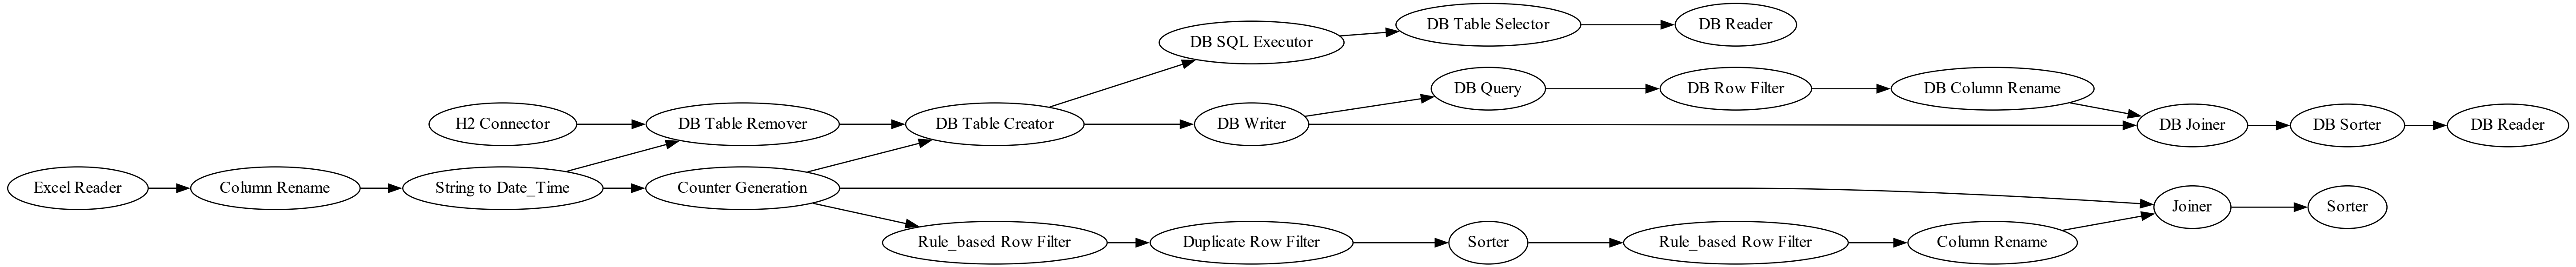 DB Table Selector
DB Reader
DB SQL Executor
DB Query
DB Row Filter
DB Column Rename
H2 Connector
DB Table Remover
DB Table Creator
DB Writer
DB Joiner
DB Sorter
DB Reader
Excel Reader
Column Rename
String to Date_Time
Counter Generation
Joiner
Sorter
Rule_based Row Filter
Duplicate Row Filter
Sorter
Rule_based Row Filter
Column Rename